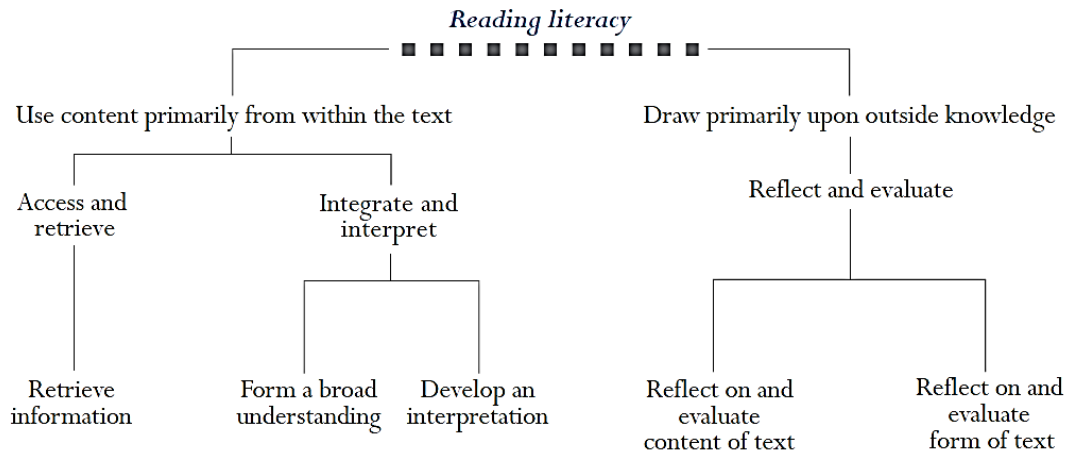 Reading literacy
Use content primarily from within the text
Draw primarily upon outside knowledge
Access and
retrieve
Integrate and
interpret
Reflect and evaluate
Retrieve
information
Form a broad
understanding
Develop an
interpretation
Reflect on and
evaluate
content of text
Reflect on and
evaluate
form of text